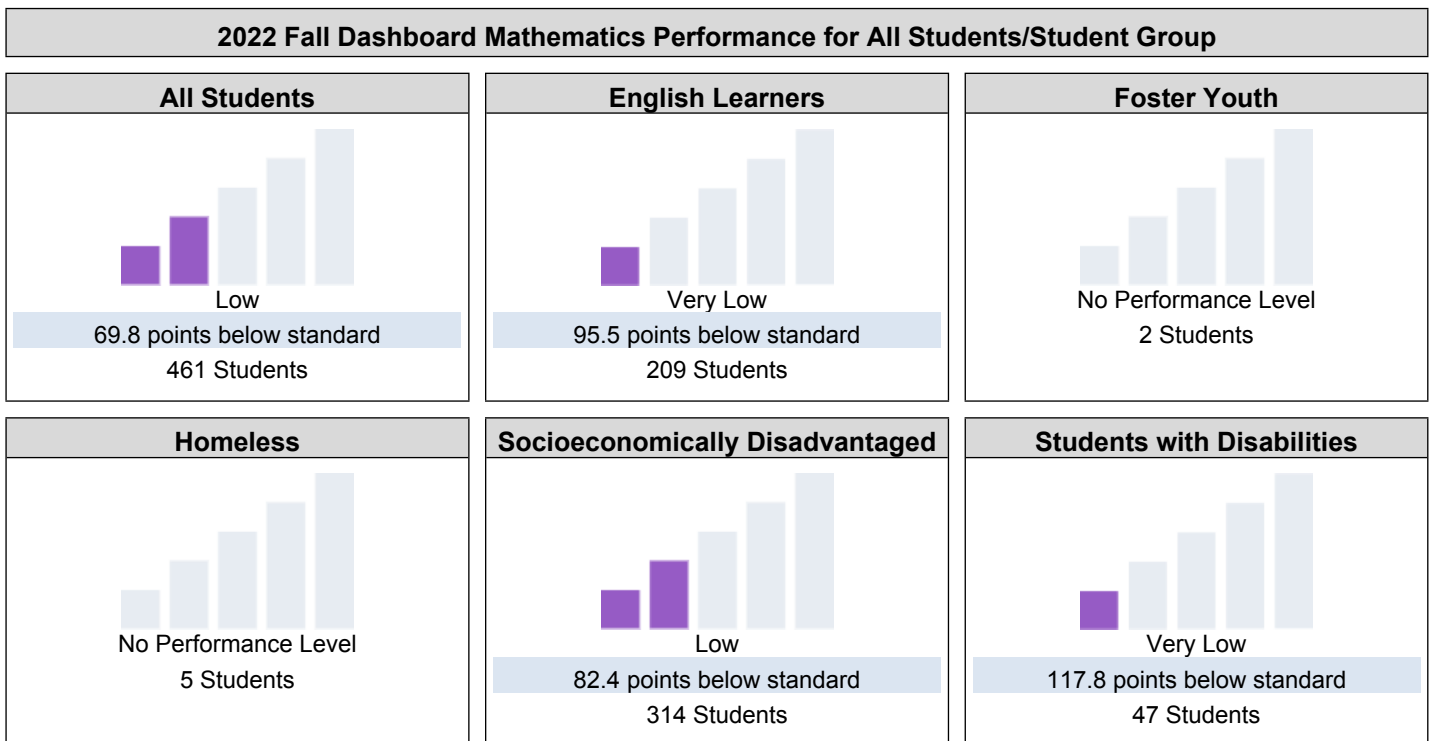 2022 Fall Dashboard Mathematics Performance for All Students/Student Group
All Students
Low
69.8 points below standard
461 Students
English Learners
Very Low
95.5 points below standard
209 Students
Foster Youth
No Performance Level
2 Students
Homeless
No Performance Level
5 Students
Socioeconomically Disadvantaged
Low
82.4 points below standard
314 Students
Students with Disabilities
Very Low
117.8 points below standard
47 Students